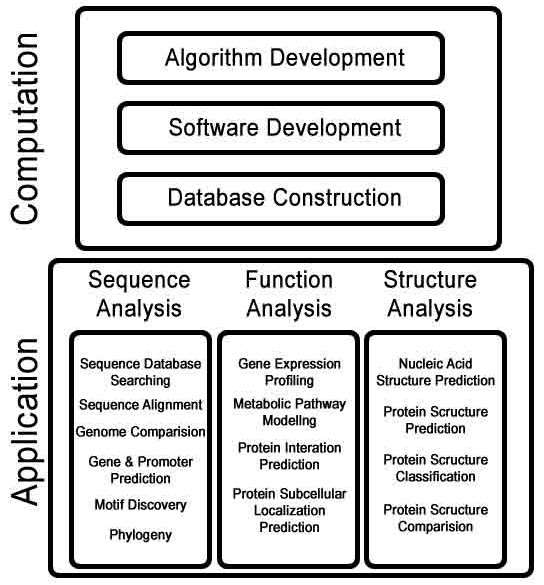 Computation
Algorithm Development
Software Development
Database Construction
Application
Sequence
Analysis
Sequence Database
Searching
Sequence Alignment
Genome Comparision
Gene & Promoter
Prediction
Motif Discovery
Phylogeny
Function
Analysis
Gene Expression
Profiling
Metabolic Pathway
Modeling
Protein Interation
Prediction
Protein Subcellular
Localization
Prediction
Structure
Analysis
Nucleic Acid
Structure Prediction
Protein Scructure
Prediction
Protein Scructure
Classification
Protein Scructure
Comparision